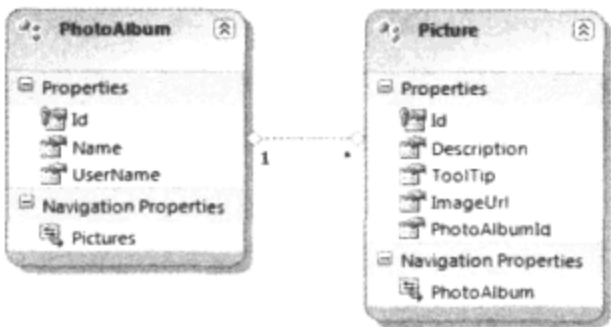 PhotoAlbum
Properties
Id
Name
UserName
Navigation Properties
Pictures
1
*
Picture
Properties
Id
Description
ToolTip
ImageUrl
PhotoAlbumId
Navigation Properties
PhotoAlbum